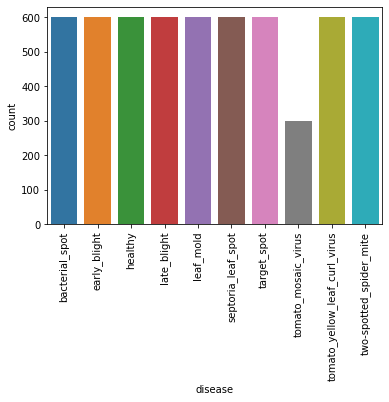 600
500
400
300
200
100
0
count
bacterial_spot
early_blight
healthy
late_blight
leaf_mold
septoria_leaf_spot
target_spot
tomato_mosaic_virus
tomato_yellow_leaf_curl_virus
two-spotted_spider_mite
disease